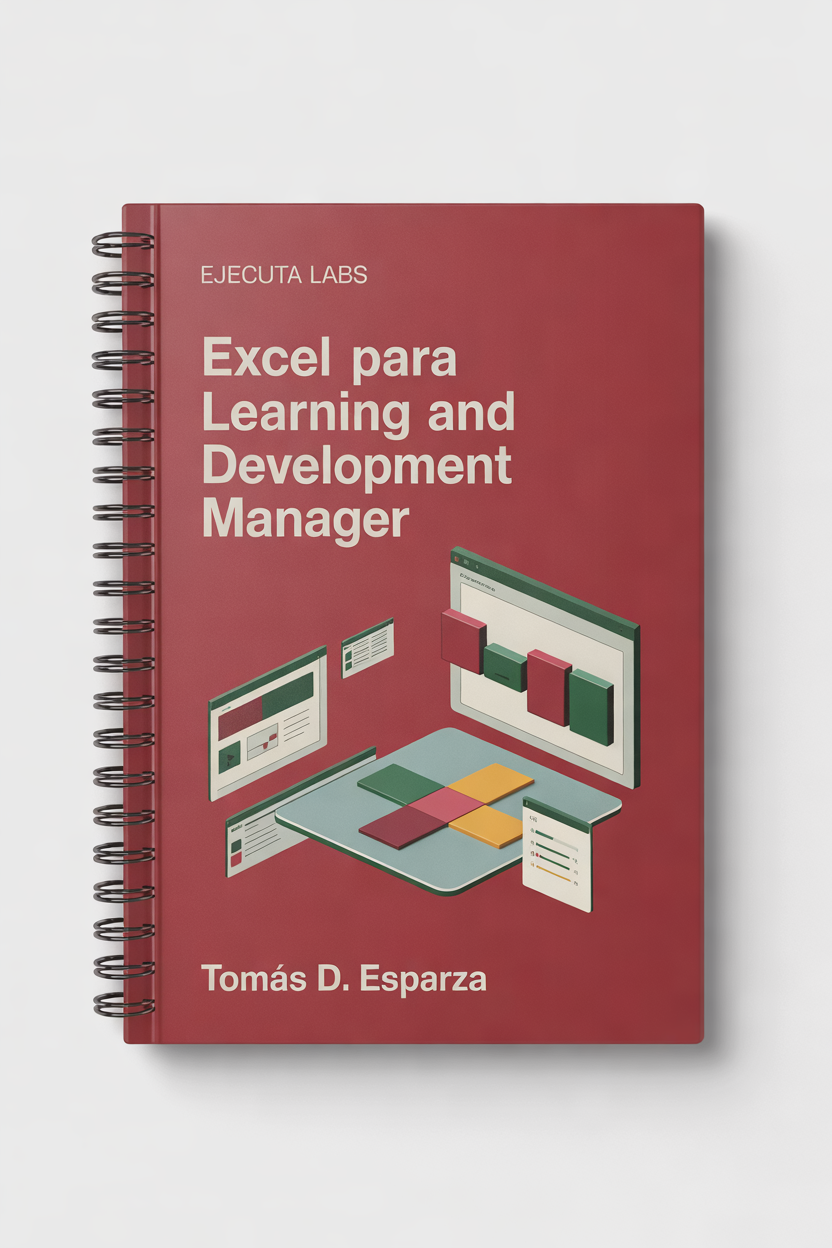 EJECUTA LABS
Excel para
Learning and
Development
Manager
Tomás D. Esparza